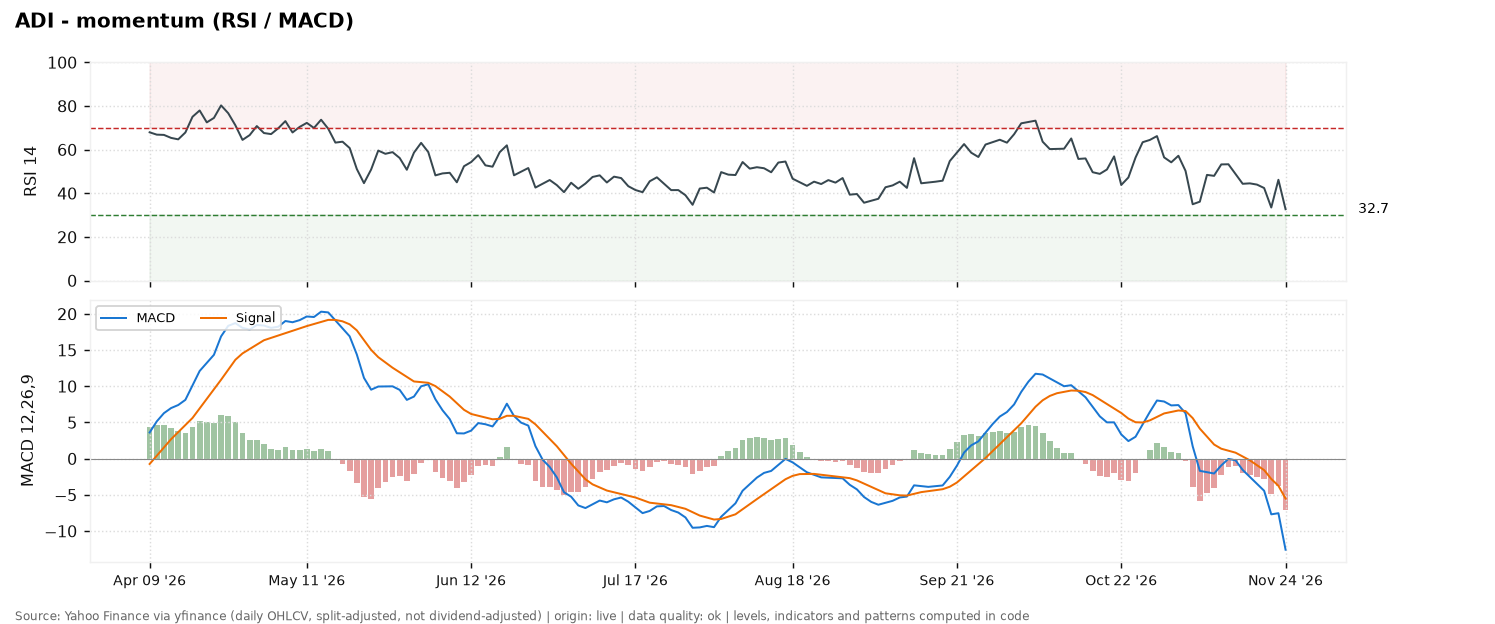 ADI - momentum (RSI / MACD)
100
80
60
40
20
0
RSI 14
32.7
MACD
Signal
20
15
10
5
0
−5
−10
MACD 12,26,9
Apr 09 '26
May 11 '26
Jun 12 '26
Jul 17 '26
Aug 18 '26
Sep 21 '26
Oct 22 '26
Nov 24 '26
Source: Yahoo Finance via yfinance (daily OHLCV, split-adjusted, not dividend-adjusted) | origin: live | data quality: ok | levels, indicators and patterns computed in code